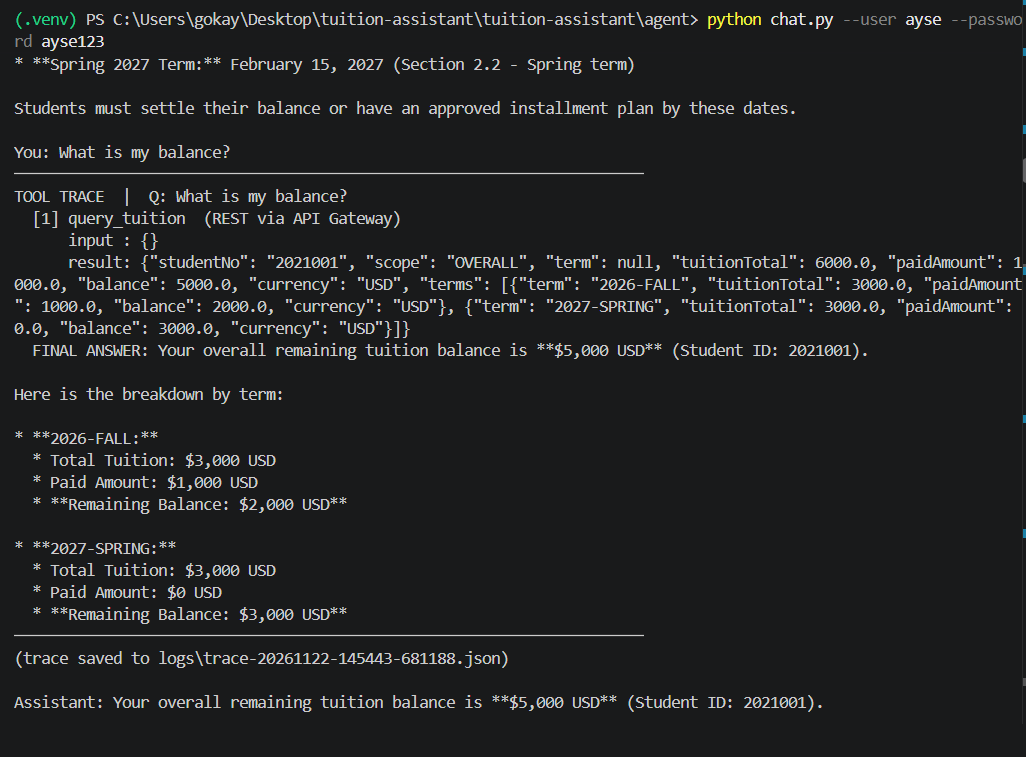 (.venv) PS C:\Users\gokay\Desktop\tuition-assistant\tuition-assistant\agent> python chat.py --user ayse --passwo
rd ayse123
* **Spring 2027 Term:** February 15, 2027 (Section 2.2 - Spring term)
Students must settle their balance or have an approved installment plan by these dates.
You: What is my balance?
TOOL TRACE | Q: What is my balance?
[1] query_tuition (REST via API Gateway)
input : {}
result: {"studentNo": "2021001", "scope": "OVERALL", "term": null, "tuitionTotal": 6000.0, "paidAmount": 1
000.0, "balance": 5000.0, "currency": "USD", "terms": [{"term": "2026-FALL", "tuitionTotal": 3000.0, "paidAmount
": 1000.0, "balance": 2000.0, "currency": "USD"}, {"term": "2027-SPRING", "tuitionTotal": 3000.0, "paidAmount":
0.0, "balance": 3000.0, "currency": "USD"}]}
FINAL ANSWER: Your overall remaining tuition balance is **$5,000 USD** (Student ID: 2021001).
Here is the breakdown by term:
* **2026-FALL:**
* Total Tuition: $3,000 USD
* Paid Amount: $1,000 USD
* **Remaining Balance: $2,000 USD**
* **2027-SPRING:**
* Total Tuition: $3,000 USD
* Paid Amount: $0 USD
* **Remaining Balance: $3,000 USD**
(trace saved to logs\trace-20261122-145443-681188.json)
Assistant: Your overall remaining tuition balance is **$5,000 USD** (Student ID: 2021001).